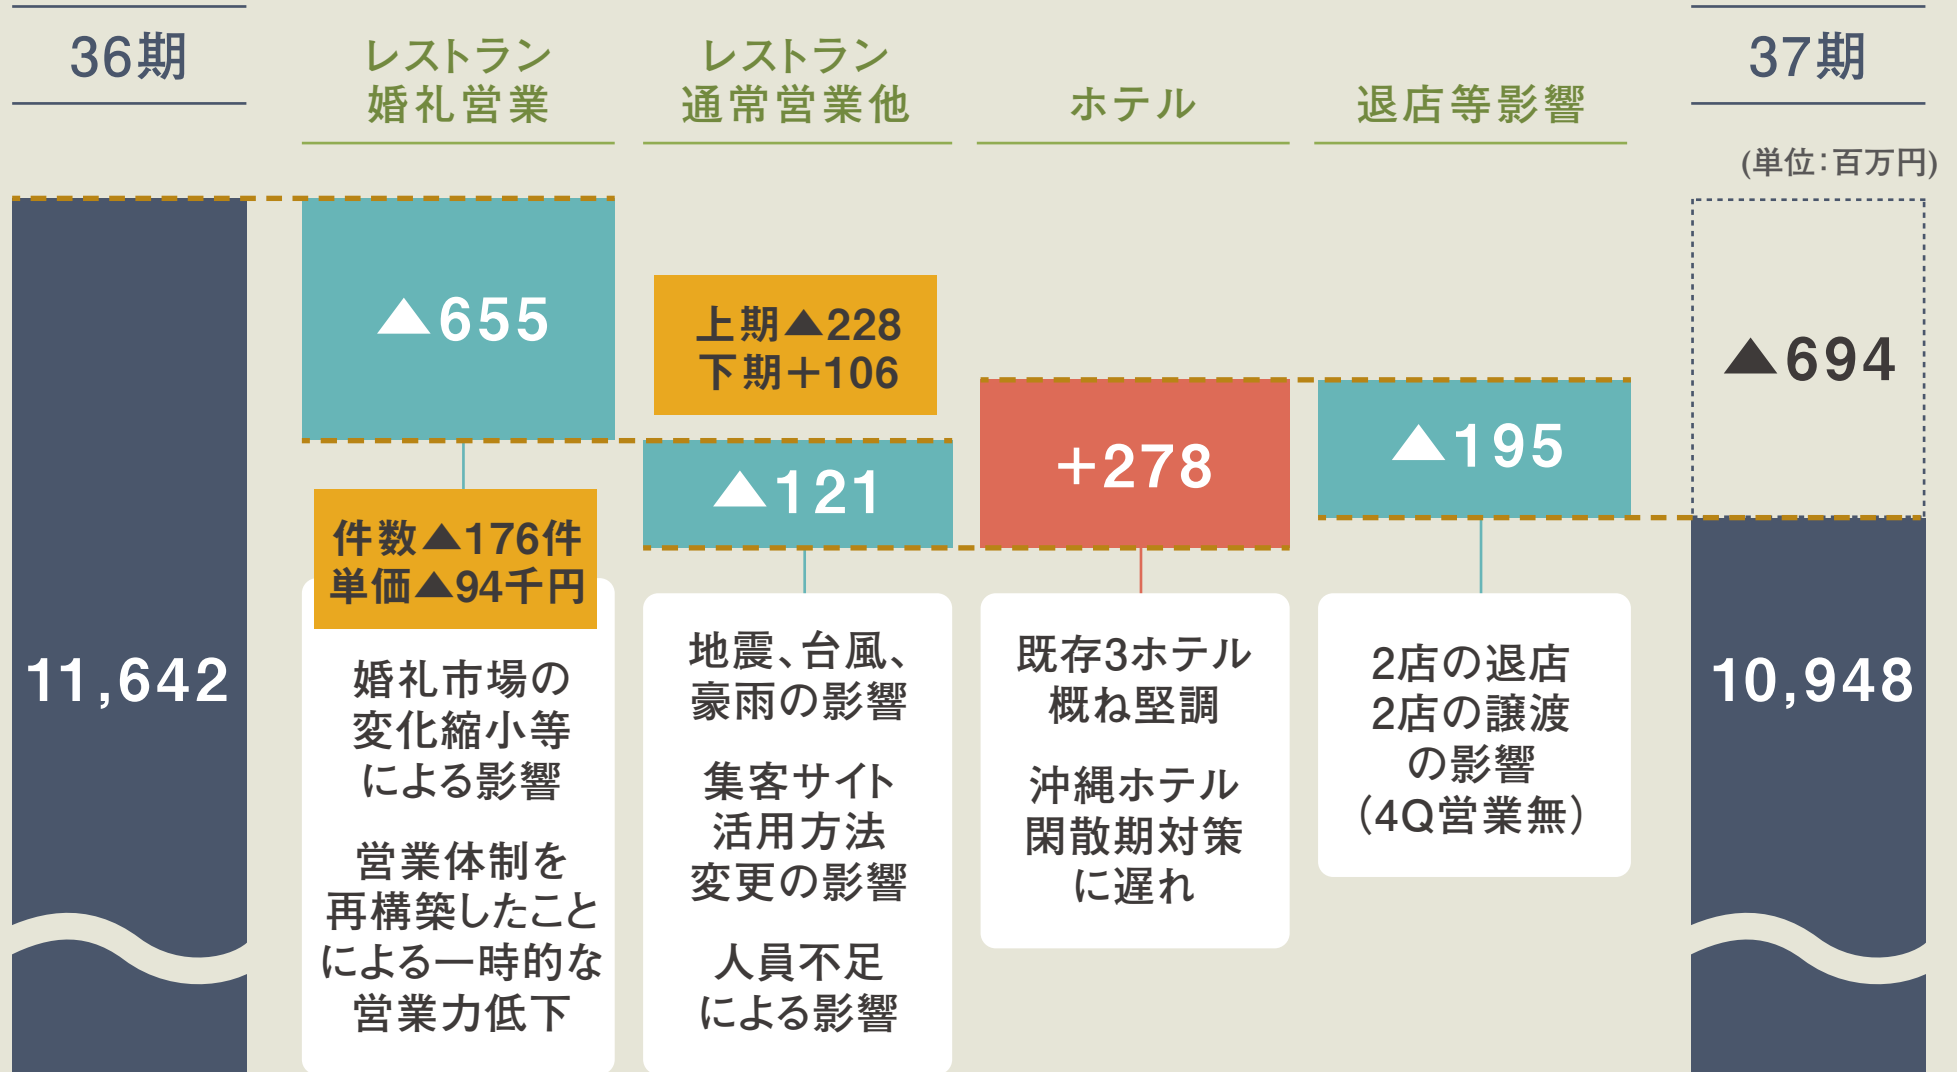 36期
レストラン
婚礼営業
レストラン
通常営業他
ホテル
退店等影響
37期
(単位:百万円)
11,642
▲655
件数▲176件
単価▲94千円
婚礼市場の
変化縮小等
による影響
営業体制を
再構築したこと
による一時的な
営業力低下
上期▲228
下期+106
▲121
地震、台風、
豪雨の影響
集客サイト
活用方法
変更の影響
人員不足
による影響
+278
既存3ホテル
概ね堅調
沖縄ホテル
閑散期対策
に遅れ
▲195
2店の退店
2店の譲渡
の影響
(4Q営業無)
▲694
10,948